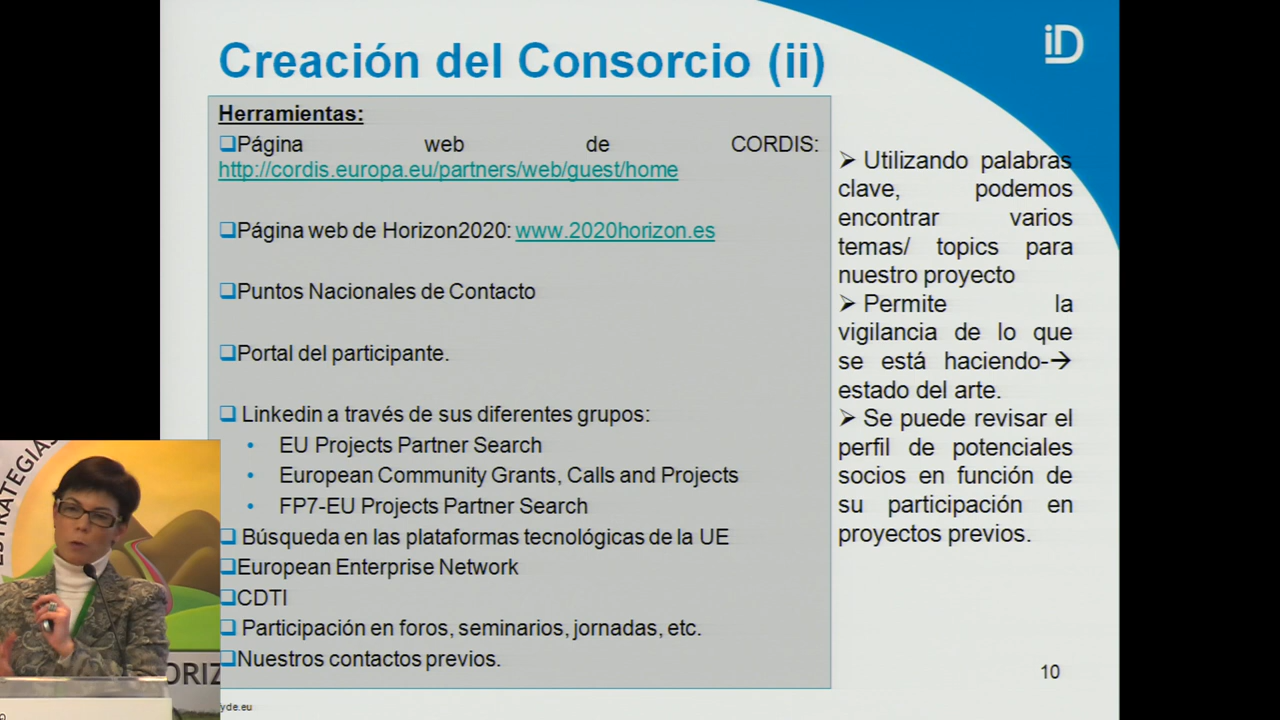 Creación del Consorcio (ii)
iD
Herramientas:
❑Página web de CORDIS:
http://cordis.europa.eu/partners/web/guest/home
❑Página web de Horizon2020: www.2020horizon.es
❑Puntos Nacionales de Contacto
❑Portal del participante.
❑ Linkedin a través de sus diferentes grupos:
• EU Projects Partner Search
• European Community Grants, Calls and Projects
• FP7-EU Projects Partner Search
❑ Búsqueda en las plataformas tecnológicas de la UE
❑European Enterprise Network
❑CDTI
❑ Participación en foros, seminarios, jornadas, etc.
❑Nuestros contactos previos.
➢ Utilizando palabras
clave, podemos
encontrar varios
temas/ topics para
nuestro proyecto
➢ Permite la
vigilancia de lo que
se está haciendo-→
estado del arte.
➢ Se puede revisar el
perfil de potenciales
socios en función de
su participación en
proyectos previos.
10
yde.eu
ESTRATEGIAS
ORIZ